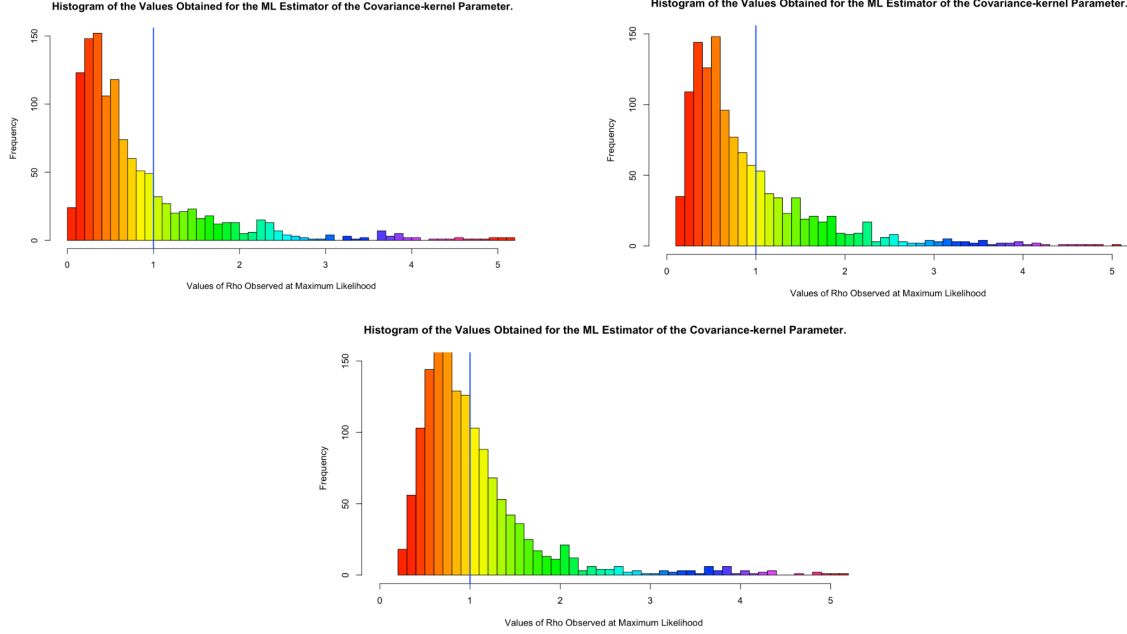 Histogram of the Values Obtained for the ML Estimator of the Covariance-kernel Parameter.
Frequency
150
100
50
0
0 1 2 3 4 5
Values of Rho Observed at Maximum Likelihood
Histogram of the Values Obtained for the ML Estimator of the Covariance-kernel Parameter.
Frequency
150
100
50
0
0 1 2 3 4 5
Values of Rho Observed at Maximum Likelihood
Histogram of the Values Obtained for the ML Estimator of the Covariance-kernel Parameter.
Frequency
150
100
50
0
0 1 2 3 4 5
Values of Rho Observed at Maximum Likelihood